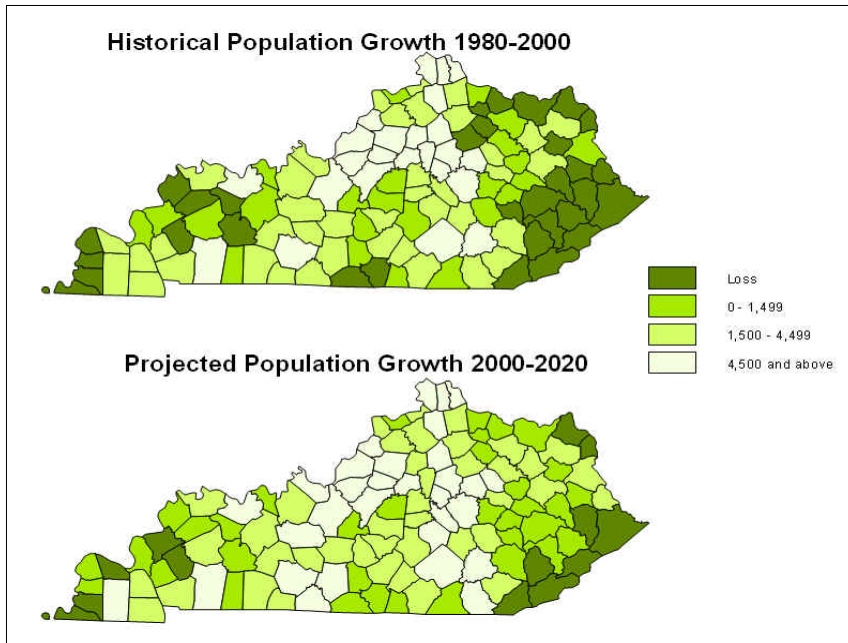 Historical Population Growth 1980-2000
Loss
0 - 1,499
1,500 - 4,499
4,500 and above
Projected Population Growth 2000-2020